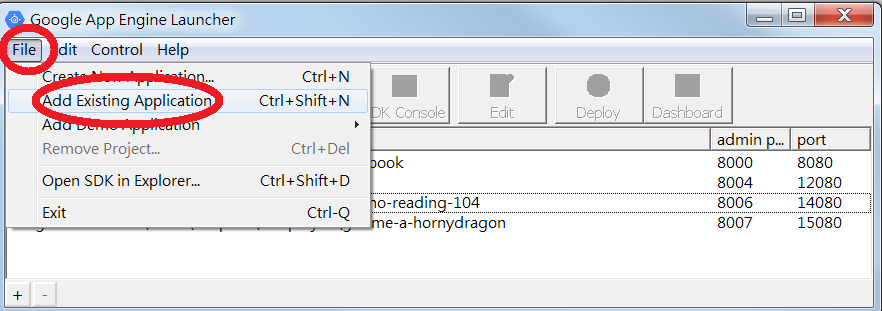 Google App Engine Launcher
File Edit Control Help
Create New Application... Ctrl+N
Add Existing Application Ctrl+Shift+N
Add Demo Application
Remove Project... Ctrl+Del
Open SDK in Explorer... Ctrl+Shift+D
Exit Ctrl-Q
DK Console Edit Deploy Dashboard
admin p... port
book 8000 8080
8004 12080
no-reading-104 8006 14080
me-a-hornydragon 8007 15080
+ -